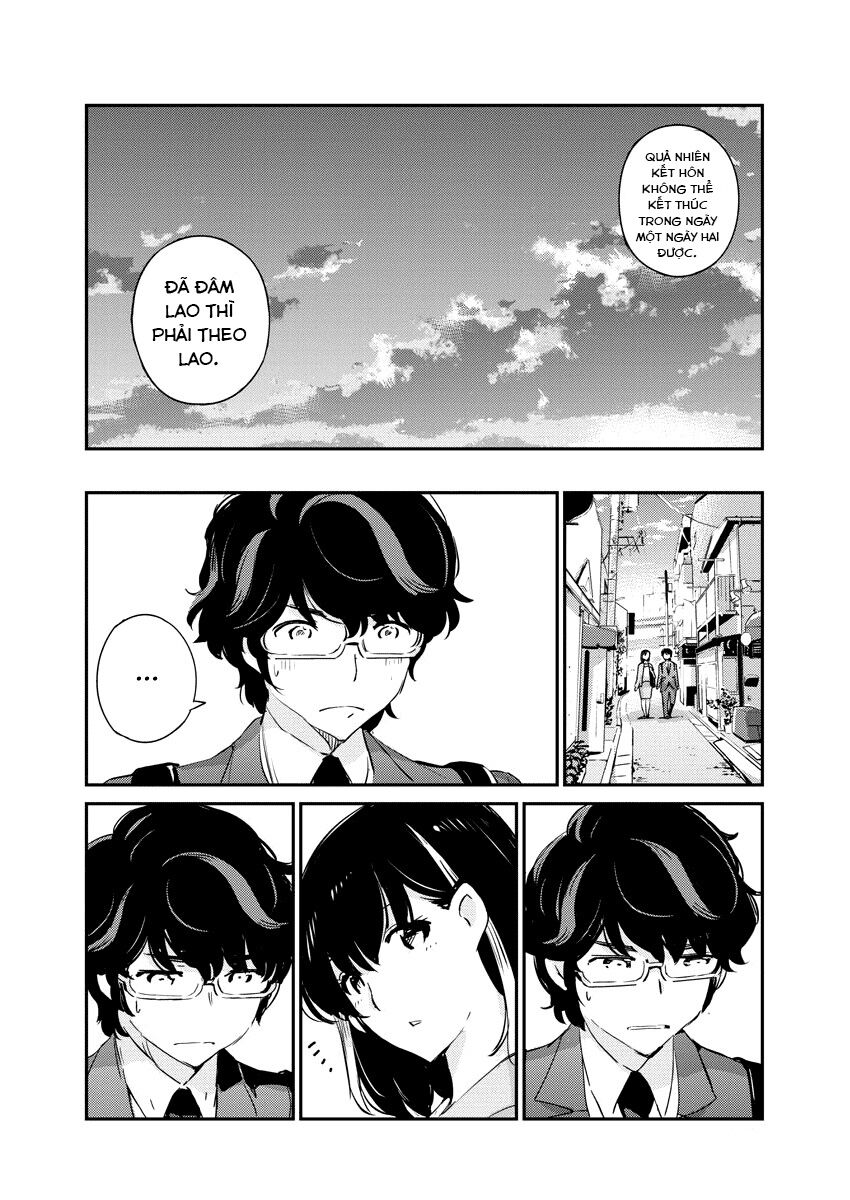 QUẢ NHIÊN
KẾT HÔN
KHÔNG THỂ
KẾT THÚC
TRONG NGÀY
MỘT NGÀY HAI
ĐƯỢC.
ĐÃ ĐÂM
LAO THÌ
PHẢI THEO
LAO.
...